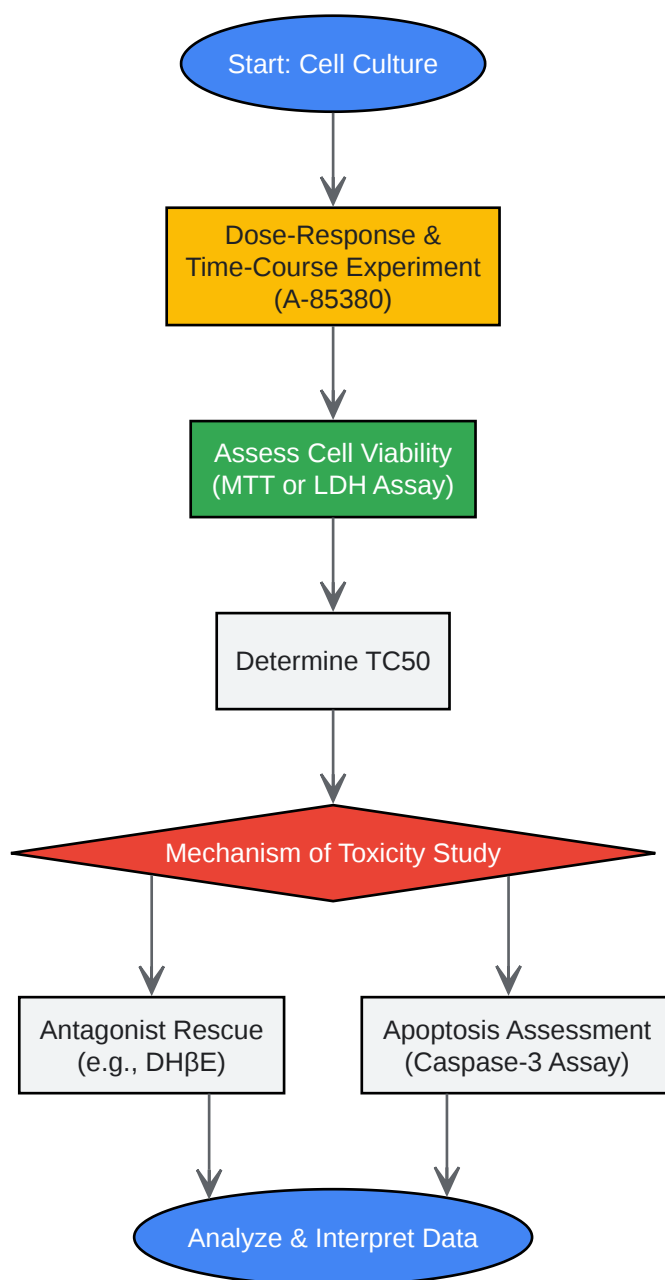 Start: Cell Culture
Dose-Response &
Time-Course Experiment
(A-85380)
Assess Cell Viability
(MTT or LDH Assay)
Determine TC50
Mechanism of Toxicity Study
Antagonist Rescue
(e.g., DHβE)
Apoptosis Assessment
(Caspase-3 Assay)
Analyze & Interpret Data